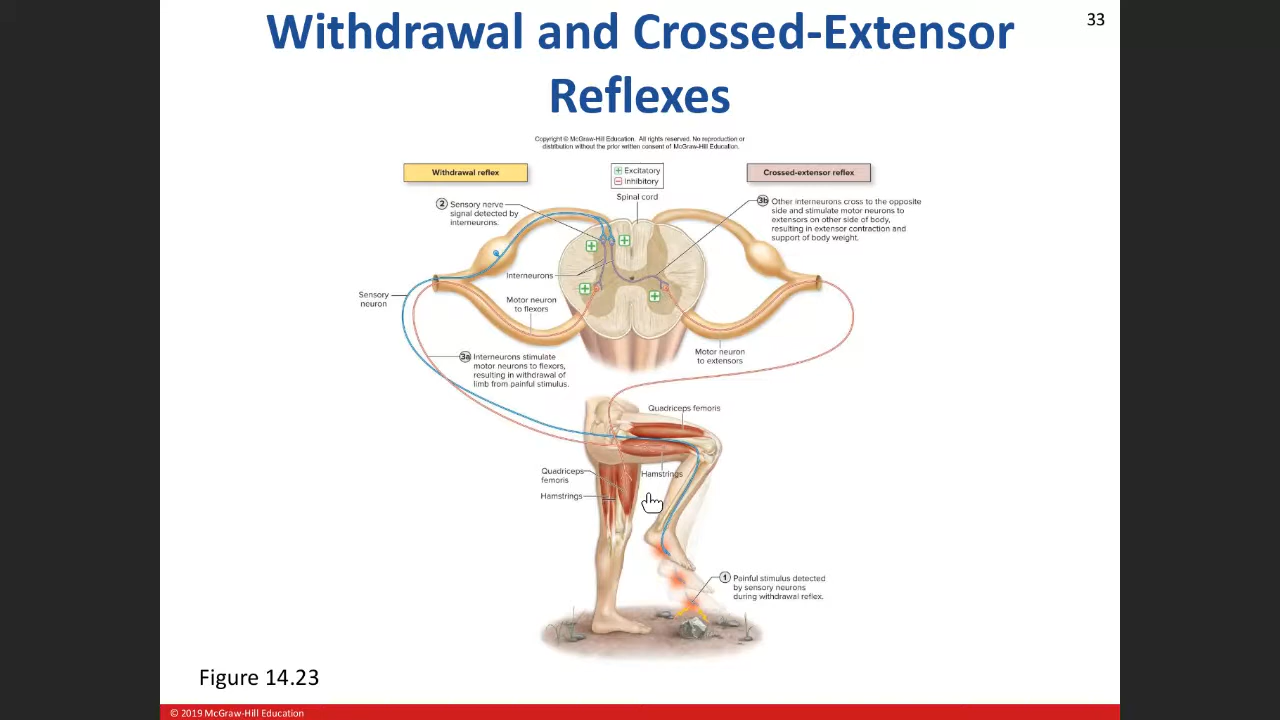 Withdrawal and Crossed-Extensor
Reflexes
33
Copyright © McGraw-Hill Education. All rights reserved. No reproduction or
distribution without the prior written consent of McGraw-Hill Education.
Withdrawal reflex
+ Excitatory
− Inhibitory
Crossed-extensor reflex
Spinal cord
2 Sensory nerve
signal detected by
interneurons.
3b Other interneurons cross to the opposite
side and stimulate motor neurons to
extensors on other side of body,
resulting in extensor contraction and
support of body weight.
+
+
Interneurons
+
+
Sensory
neuron
Motor neuron
to flexors
Motor neuron
to extensors
3a Interneurons stimulate
motor neurons to flexors,
resulting in withdrawal of
limb from painful stimulus.
Quadriceps femoris
Quadriceps
femoris
Hamstrings
Hamstrings
1 Painful stimulus detected
by sensory neurons
during withdrawal reflex.
Figure 14.23
© 2019 McGraw-Hill Education